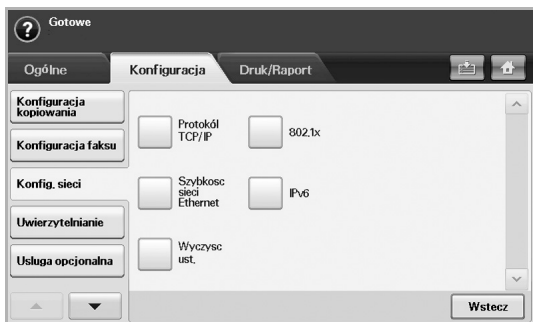 Gotowe
Ogólne
Konfiguracja
Druk/Raport
Konfiguracja
kopiowania
Konfiguracja faksu
Konfig. sieci
Uwierzytelnianie
Usluga opcjonalna
Protokól
TCP/IP
802.1x
Szybkosc
sieci
Ethernet
IPv6
Wyczysc
ust.
Wstecz